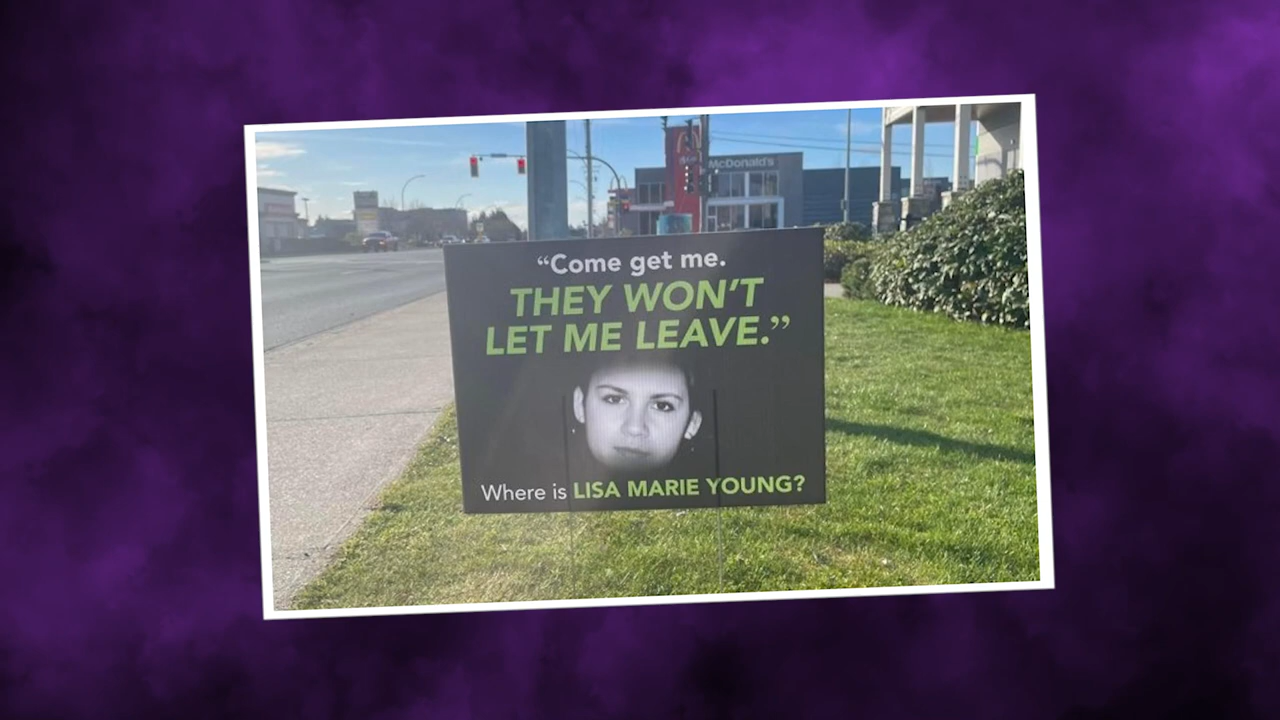 McDonald's
“Come get me.
THEY WON'T
LET ME LEAVE.”
Where is LISA MARIE YOUNG?